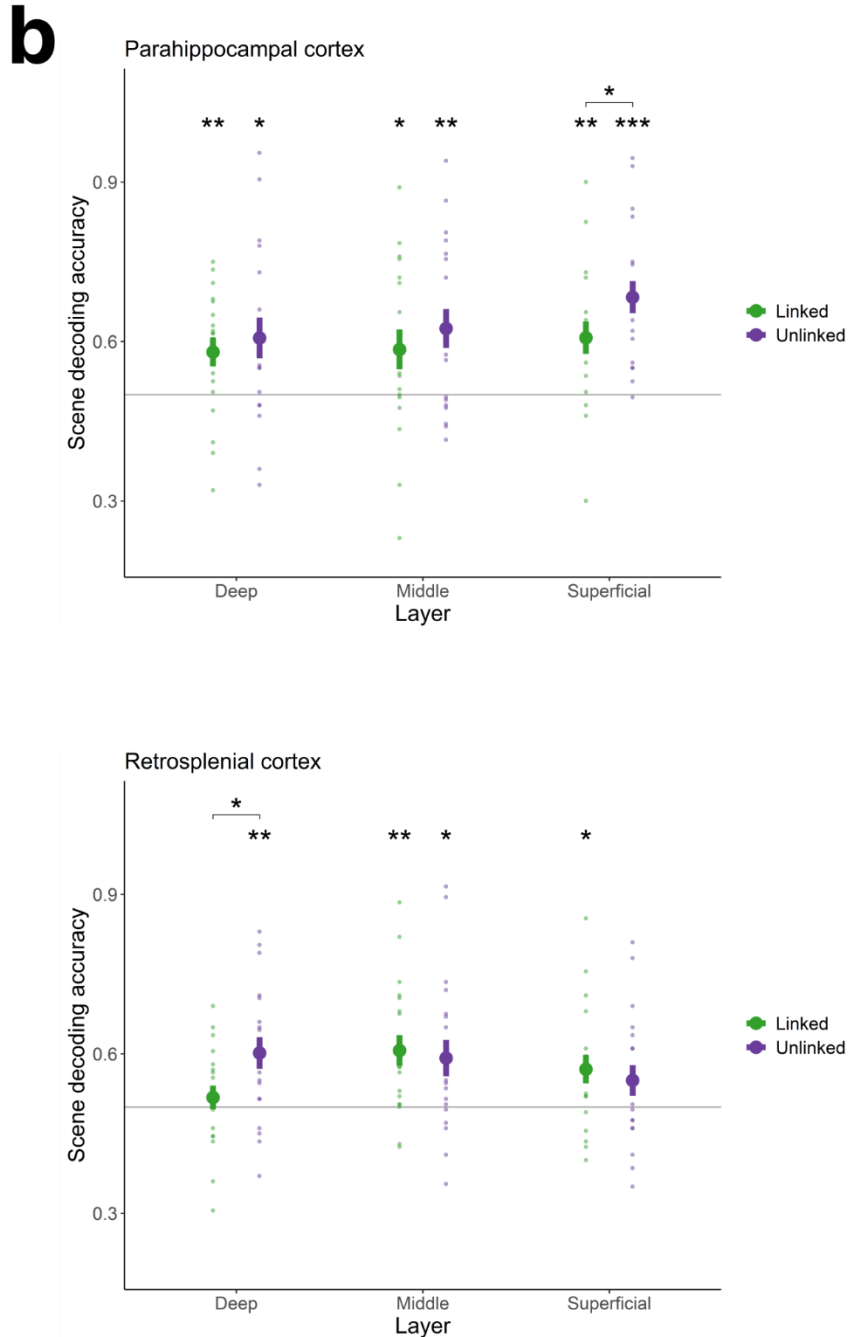 b
Parahippocampal cortex
*
** * * ** ** ***
0.9
0.6
0.3
Scene decoding accuracy
Linked
Unlinked
Deep Middle Superficial
Layer
Retrosplenial cortex
*
** ** * *
0.9
0.6
0.3
Scene decoding accuracy
Linked
Unlinked
Deep Middle Superficial
Layer